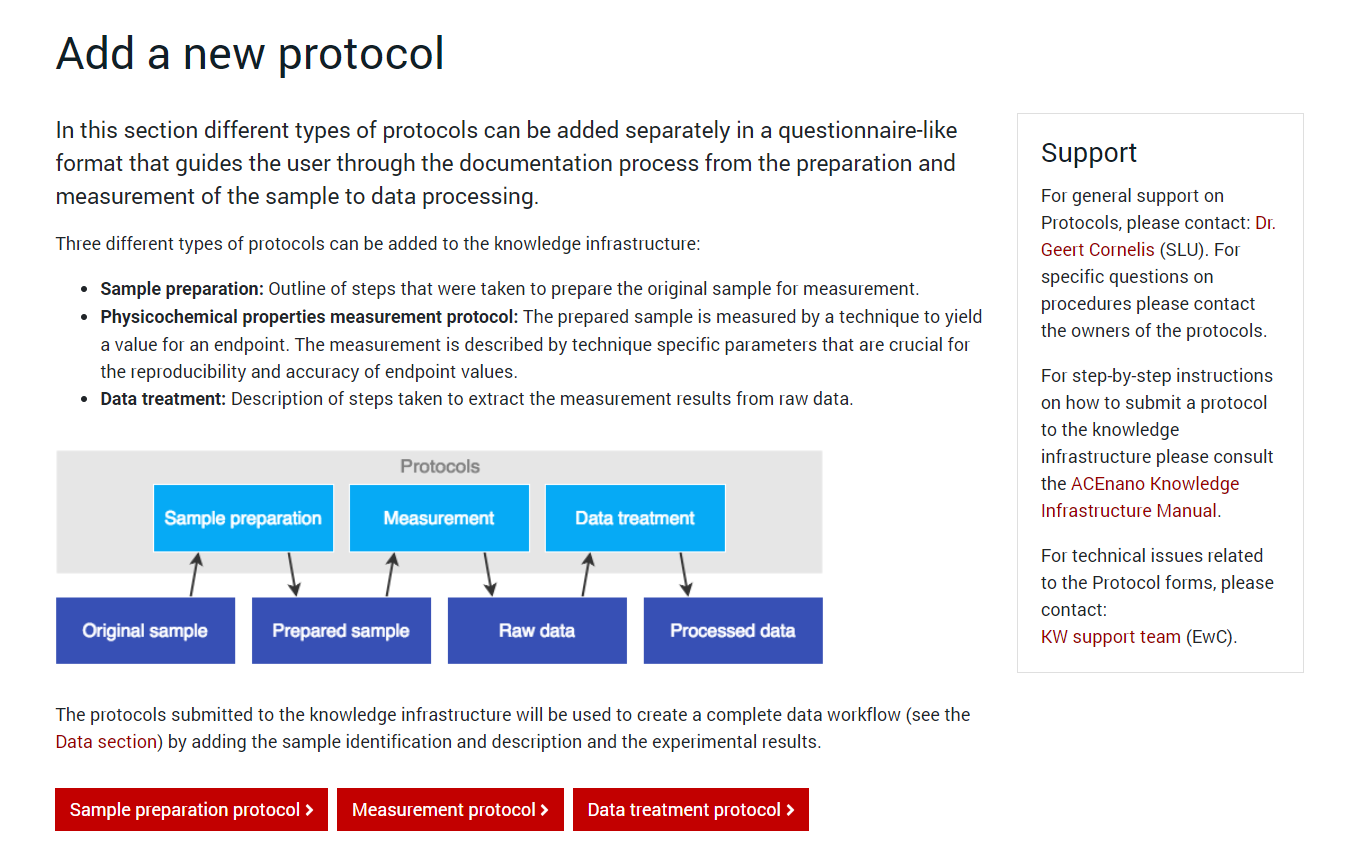 Add a new protocol
In this section different types of protocols can be added separately in a questionnaire-like
format that guides the user through the documentation process from the preparation and
measurement of the sample to data processing.
Three different types of protocols can be added to the knowledge infrastructure:
Sample preparation: Outline of steps that were taken to prepare the original sample for measurement.
Physicochemical properties measurement protocol: The prepared sample is measured by a technique to yield
a value for an endpoint. The measurement is described by technique specific parameters that are crucial for
the reproducibility and accuracy of endpoint values.
Data treatment: Description of steps taken to extract the measurement results from raw data.
Protocols
Sample preparation
Measurement
Data treatment
Original sample
Prepared sample
Raw data
Processed data
The protocols submitted to the knowledge infrastructure will be used to create a complete data workflow (see the
Data section) by adding the sample identification and description and the experimental results.
Sample preparation protocol
Measurement protocol
Data treatment protocol
Support
For general support on
Protocols, please contact: Dr.
Geert Cornelis (SLU). For
specific questions on
procedures please contact
the owners of the protocols.
For step-by-step instructions
on how to submit a protocol
to the knowledge
infrastructure please consult
the ACEnano Knowledge
Infrastructure Manual.
For technical issues related
to the Protocol forms, please
contact:
KW support team (EwC).